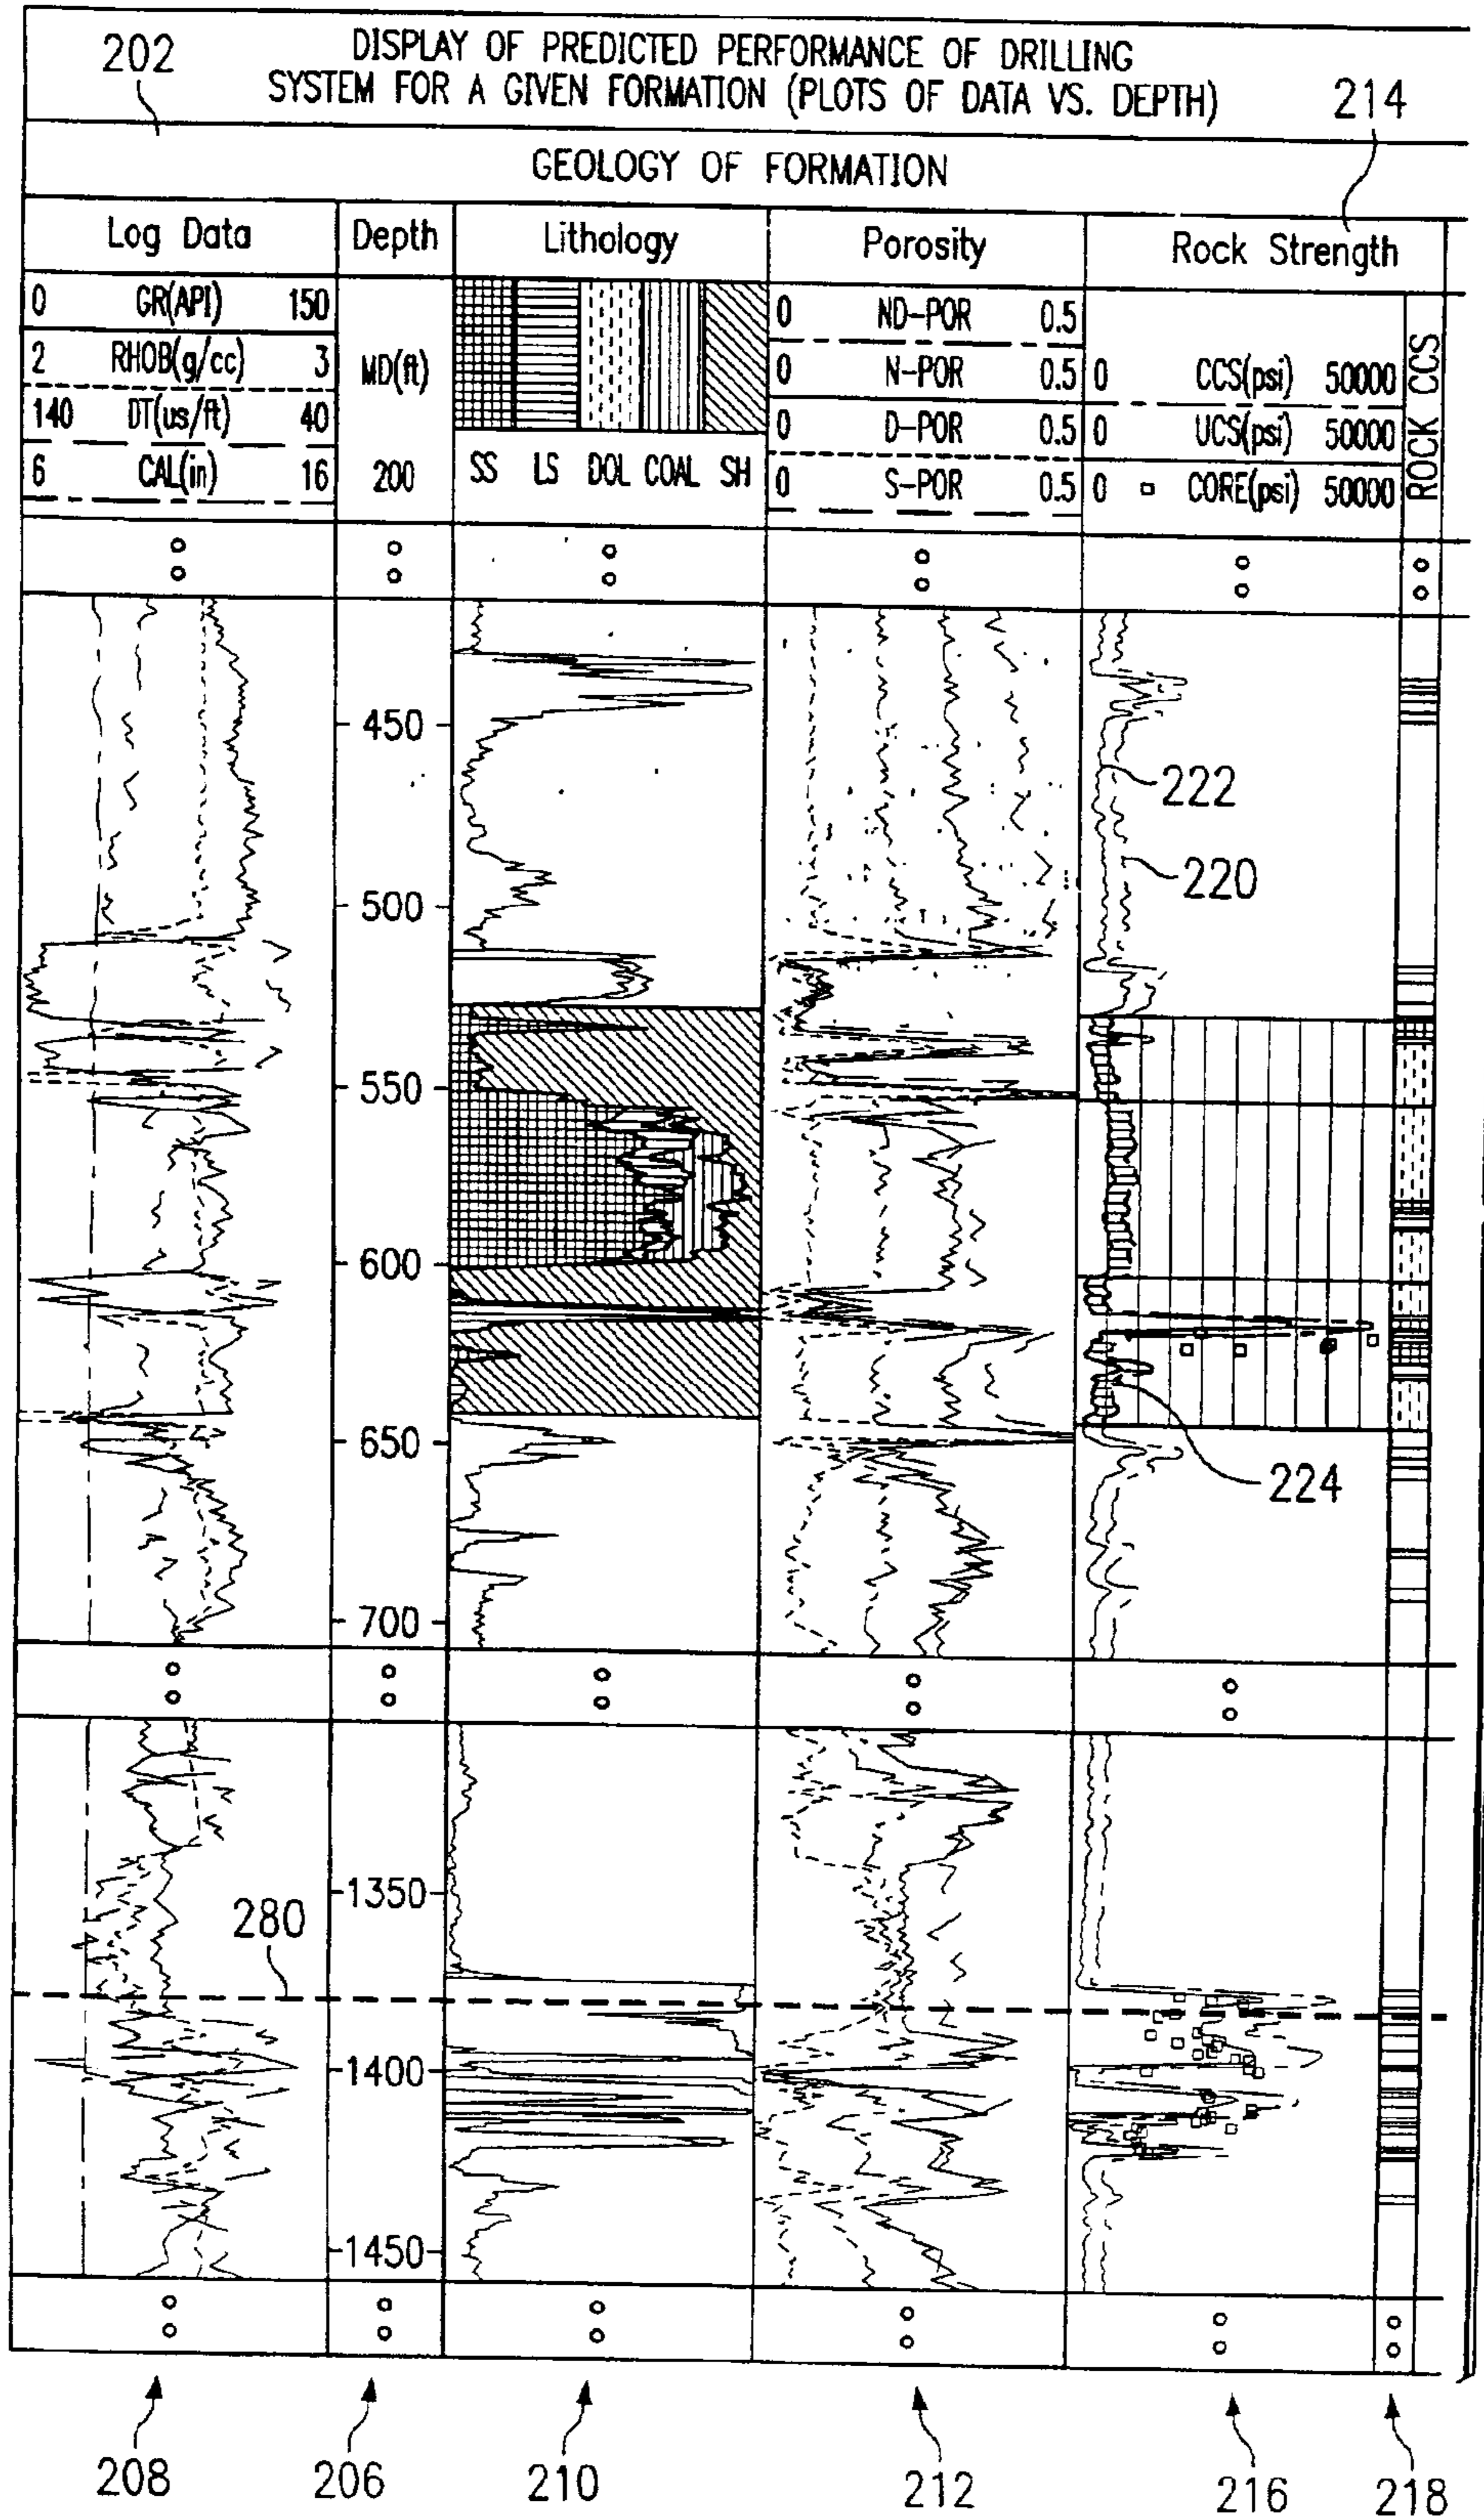 202
DISPLAY OF PREDICTED PERFORMANCE OF DRILLING
SYSTEM FOR A GIVEN FORMATION (PLOTS OF DATA VS. DEPTH)
214
GEOLOGY OF FORMATION
Log Data Depth Lithology Porosity Rock Strength
0 GR(API) 150
2 RHOB(g/cc) 3
140 DT(us/ft) 40
6 CAL(in) 16
MD(ft)
200
SS LS DOL COAL SH
0 ND-POR 0.5
0 N-POR 0.5
0 D-POR 0.5
0 S-POR 0.5
0 CCS(psi) 50000
0 UCS(psi) 50000
0 CORE(psi) 50000
ROCK CCS
450
222
220
500
550
600
650
224
700
1350
280
1400
1450
208 206 210 212 216 218